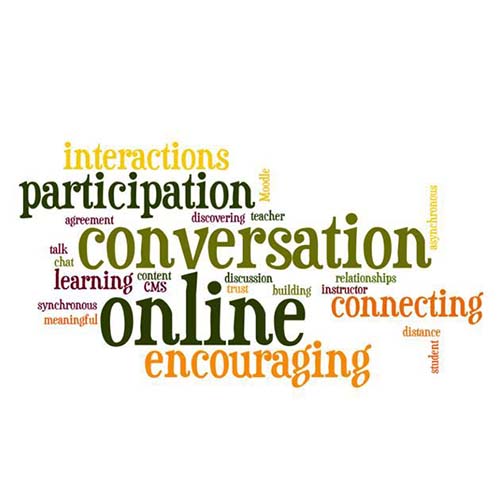 interactions
Moodle
participation
asynchronous
agreement
discovering
teacher
conversation
talk
chat
learning
content
CMS
discussion
trust
building
relationships
instructor
connecting
synchronous
meaningful
online
distance
student
encouraging